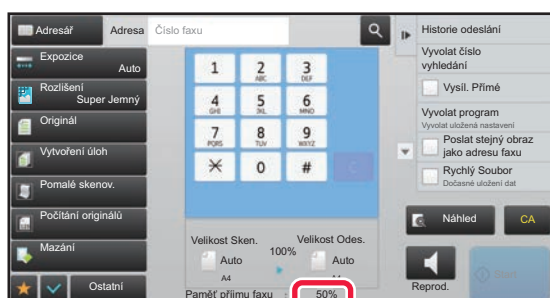 Adresář
Adresa
Číslo faxu
Expozice
Auto
Rozlišení
Super Jemný
Originál
Vytvoření úloh
Pomalé skenov.
Počítání originálů
Mazání
Ostatní
1
2
ABC
3
DEF
4
GHI
5
JKL
6
MNO
7
PQRS
8
TUV
9
WXYZ
0
#
C
Velikost Sken.
100%
Velikost Odes.
Auto
A4
Auto
Paměť příjmu faxu :
50%
Historie odeslání
Vyvolat číslo
vyhledání
Vysíl. Přímé
Vyvolat program
Vyvolat uložená nastavení
Poslat stejný obraz
jako adresu faxu
Rychlý Soubor
Dočasné uložení dat
Náhled
CA
Reprod.
Start